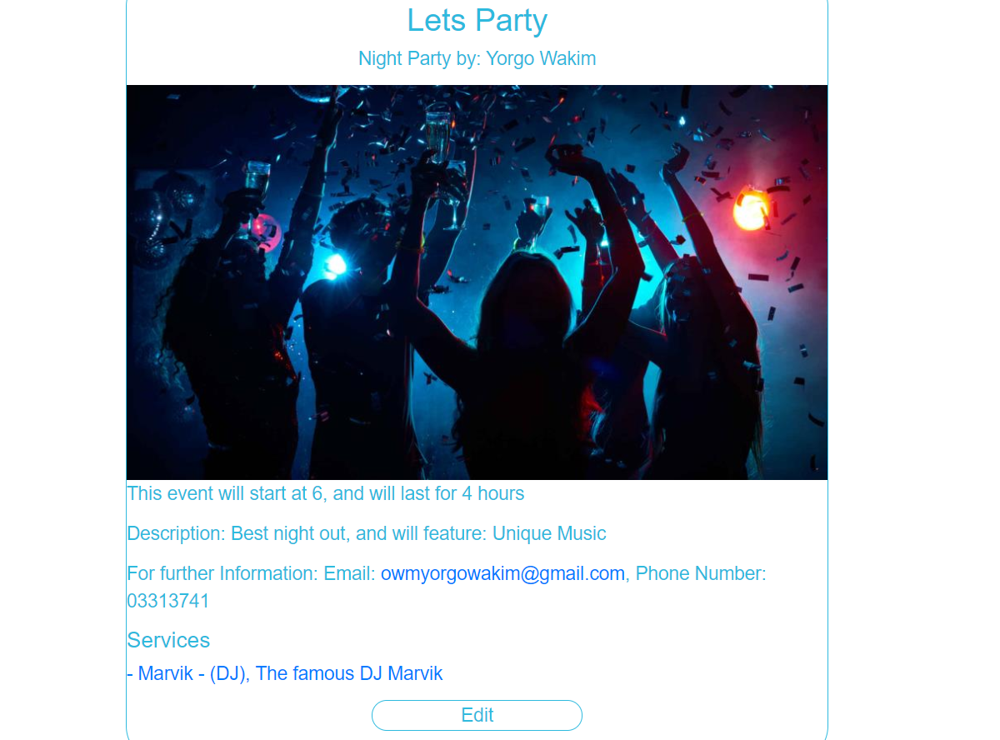 Lets Party
Night Party by: Yorgo Wakim
This event will start at 6, and will last for 4 hours
Description: Best night out, and will feature: Unique Music
For further Information: Email: owmyorgowakim@gmail.com, Phone Number:
03313741
Services
- Marvik - (DJ), The famous DJ Marvik
Edit